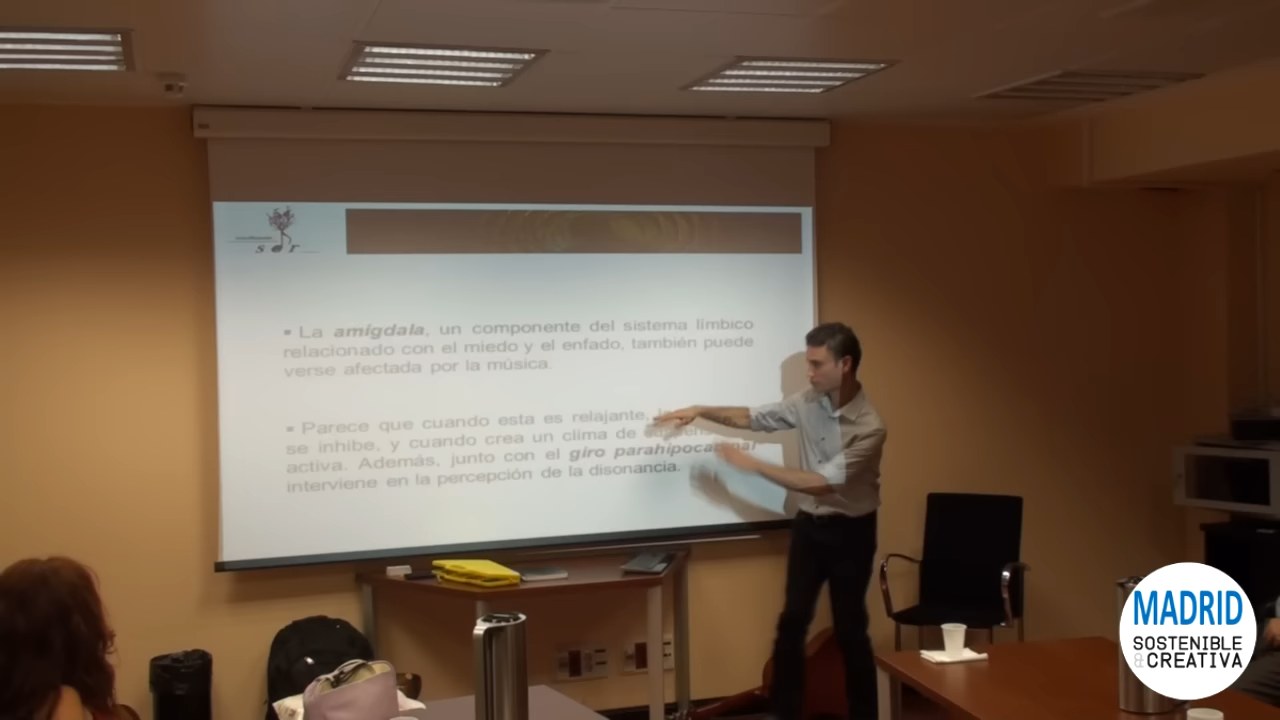 s r
▪ La amígdala, un componente del sistema límbico
relacionado con el miedo y el enfado, también puede
verse afectada por la música.
▪ Parece que cuando esta es relajante,
se inhibe, y cuando crea un clima de
activa. Además, junto con el giro parahipocampal
interviene en la percepción de la disonancia.
MADRID
SOSTENIBLE
&CREATIVA